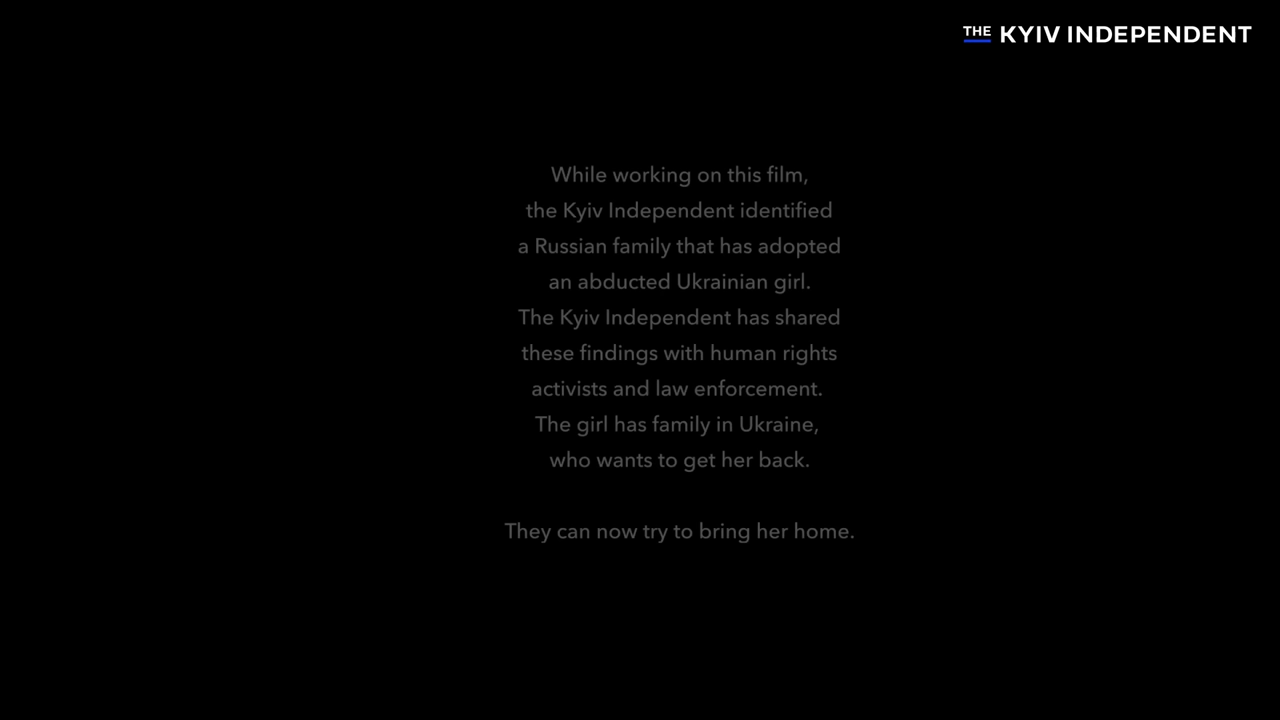 THE KYIV INDEPENDENT
While working on this film,
the Kyiv Independent identified
a Russian family that has adopted
an abducted Ukrainian girl.
The Kyiv Independent has shared
these findings with human rights
activists and law enforcement.
The girl has family in Ukraine,
who wants to get her back.
They can now try to bring her home.